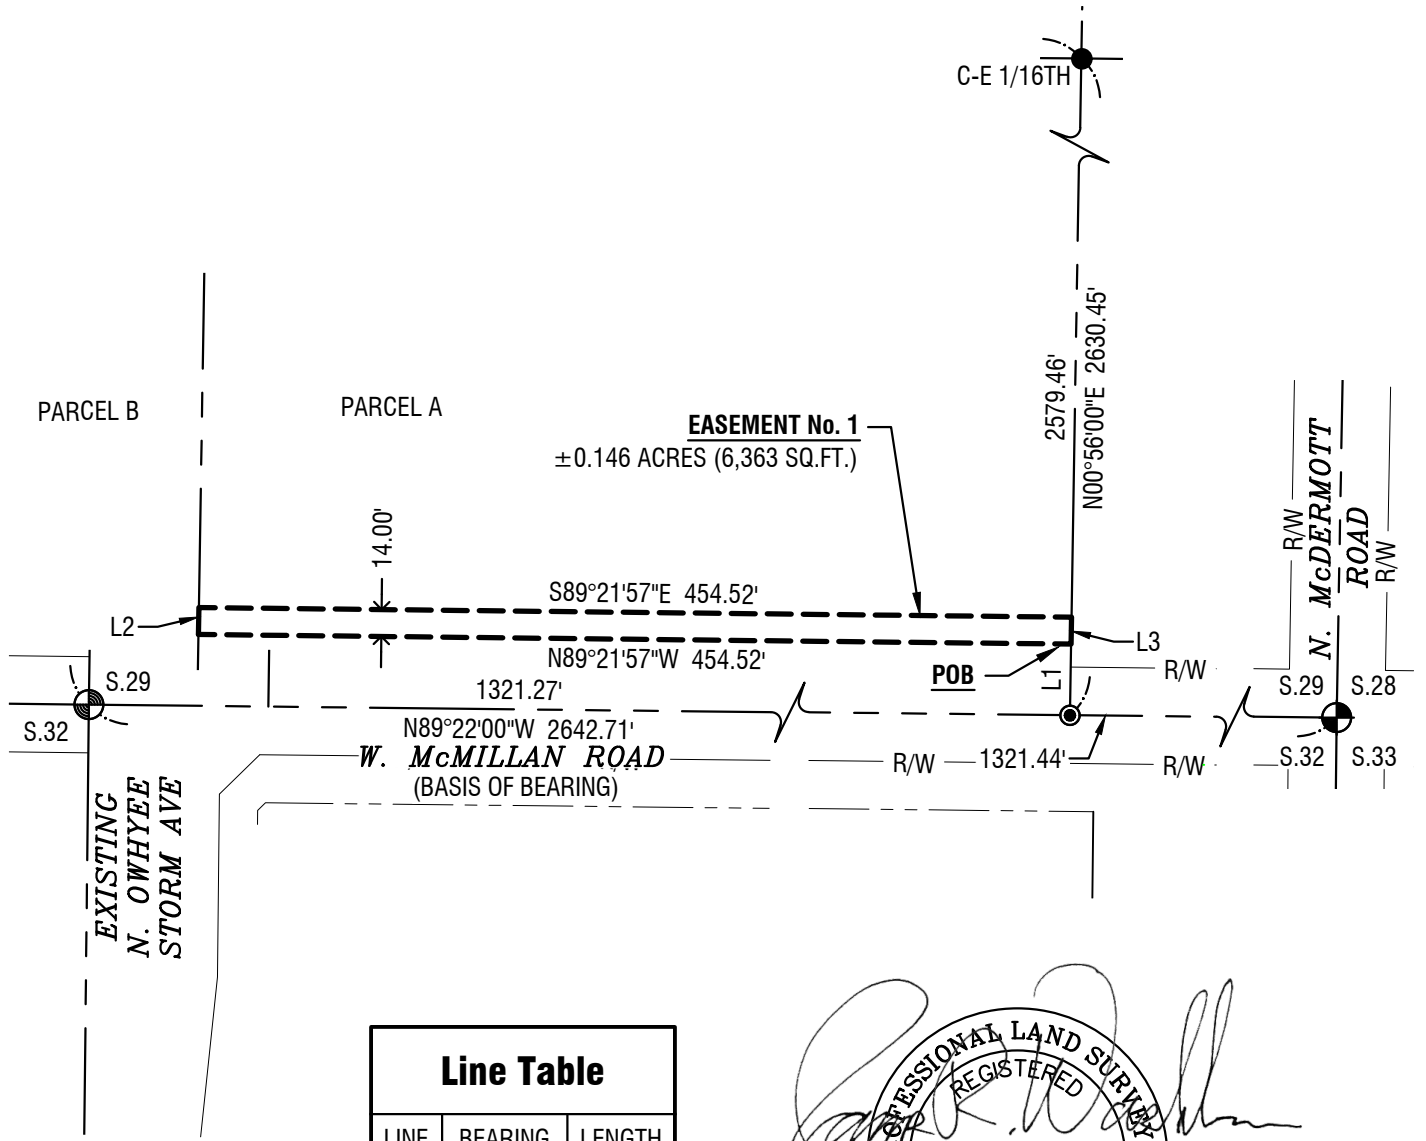 C-E 1/16TH
2579.46'
N00°56'00"E 2630.45'
PARCEL B
PARCEL A
EASEMENT No. 1
±0.146 ACRES (6,363 SQ.FT.)
N. McDERMOTT
ROAD
R/W
R/W
14.00'
S89°21'57"E 454.52'
L2
L3
N89°21'57"W 454.52'
POB
L1
R/W
S.29
S.29
S.28
1321.27'
S.32
N89°22'00"W 2642.71'
W. McMILLAN ROAD
(BASIS OF BEARING)
R/W
1321.44'
R/W
S.32
S.33
EXISTING
N. OWHYEE
STORM AVE
Line Table
LINE BEARING LENGTH
OFESSIONAL LAND SURVEY
REGISTERED